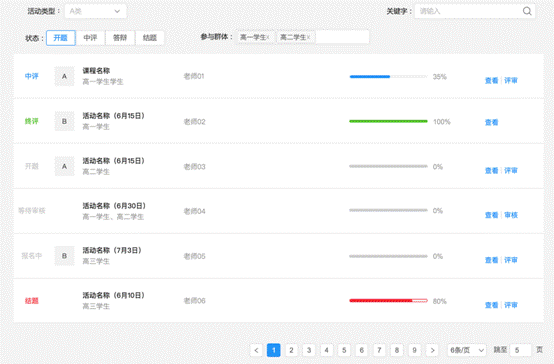 活动类型： A类 关键字： 请输入
状态： 开题 中评 答辩 结题 参与群体： 高一学生x 高二学生x
中评 A 课程名称 老师01 35% 查看 评审
高一学生学生
终评 B 活动名称（6月15日） 老师02 100% 查看
高一学生
开题 A 活动名称（6月15日） 老师03 0% 查看 评审
高二学生
等待审核 活动名称（6月30日） 老师04 0% 查看 审核
高一学生、高二学生
报名中 B 活动名称（7月3日） 老师05 0% 查看 评审
高三学生
结题 活动名称（6月10日） 老师06 80% 查看 评审
高三学生
1 2 3 4 5 6 7 8 9 6条/页 跳至 5 页